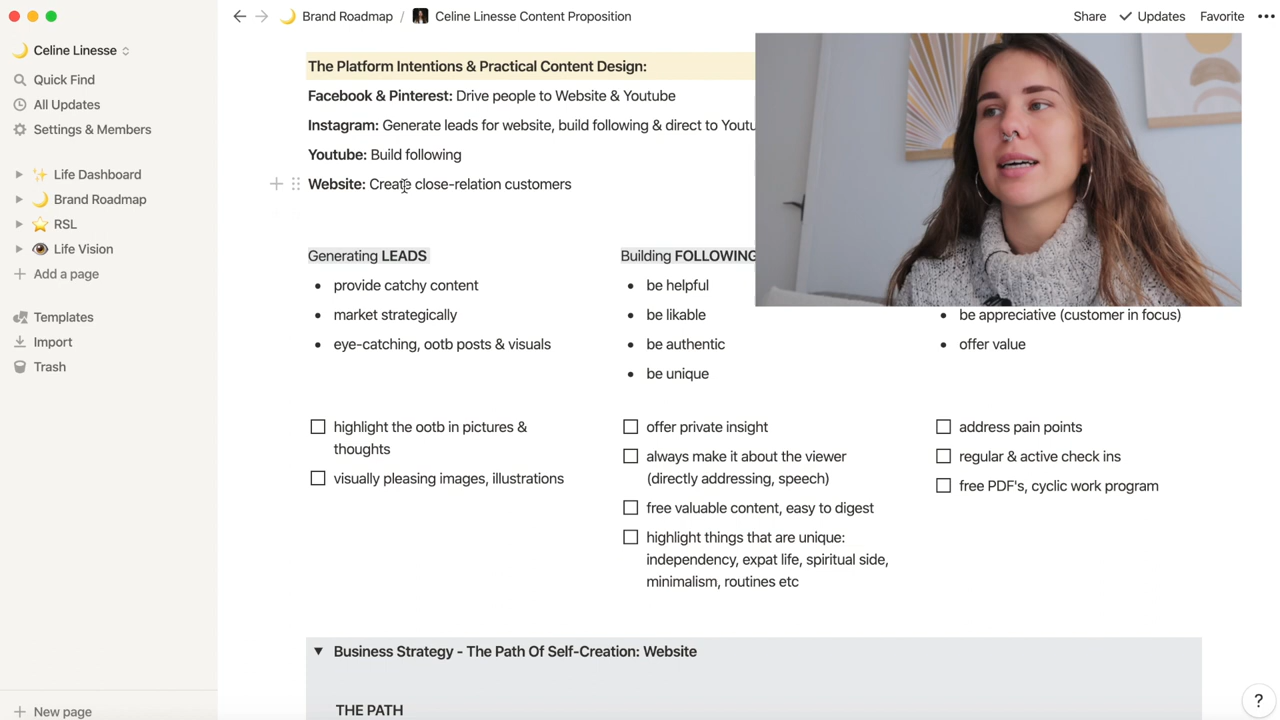 Brand Roadmap / Celine Linesse Content Proposition
Share Updates Favorite
Celine Linesse
Quick Find
All Updates
Settings & Members
Life Dashboard
Brand Roadmap
RSL
Life Vision
Add a page
Templates
Import
Trash
New page
The Platform Intentions & Practical Content Design:
Facebook & Pinterest: Drive people to Website & Youtube
Instagram: Generate leads for website, build following & direct to Youtu
Youtube: Build following
Website: Create close-relation customers
Generating LEADS
provide catchy content
market strategically
eye-catching, ootb posts & visuals
Building FOLLOWING
be helpful
be likable
be authentic
be unique
be appreciative (customer in focus)
offer value
highlight the ootb in pictures &
thoughts
visually pleasing images, illustrations
offer private insight
always make it about the viewer
(directly addressing, speech)
free valuable content, easy to digest
highlight things that are unique:
independency, expat life, spiritual side,
minimalism, routines etc
address pain points
regular & active check ins
free PDF's, cyclic work program
Business Strategy - The Path Of Self-Creation: Website
THE PATH
?